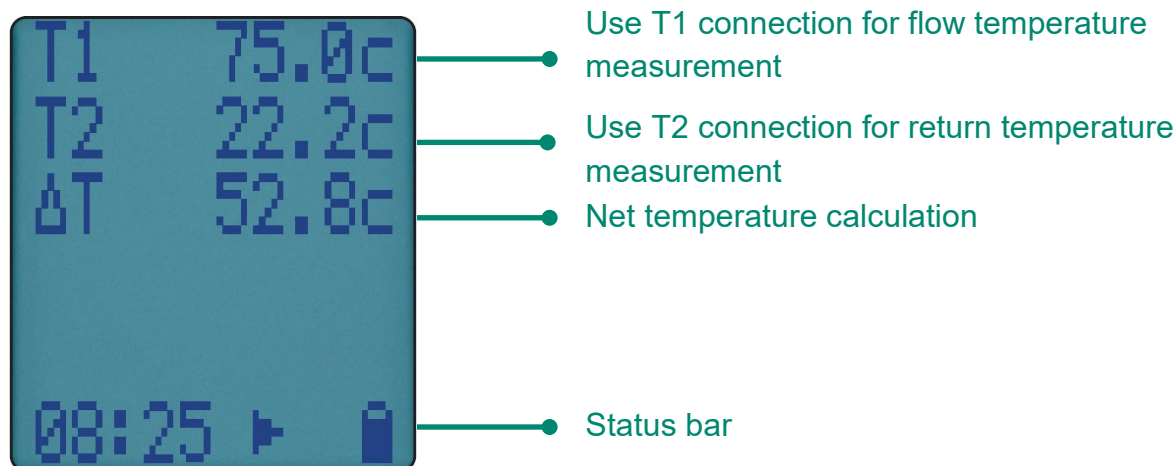 T1 75.0c
Use T1 connection for flow temperature
measurement
T2 22.2c
Use T2 connection for return temperature
measurement
ΔT 52.8c
Net temperature calculation
08:25
Status bar